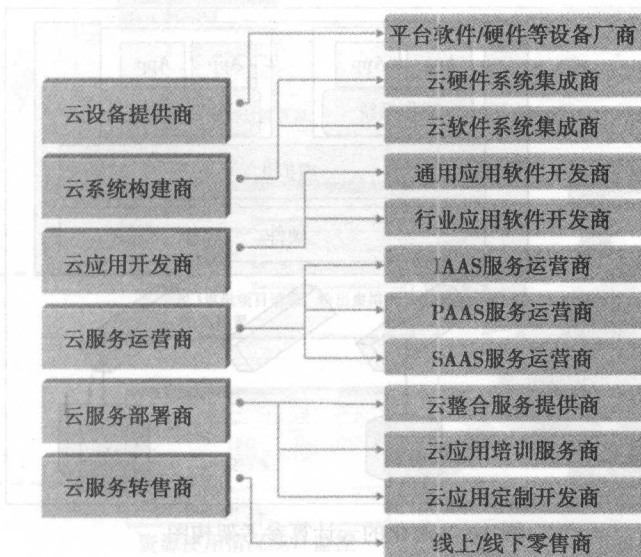 平台软件/硬件等设备厂商
云硬件系统集成商
云设备提供商
云软件系统集成商
云系统构建商
通用应用软件开发商
行业应用软件开发商
云应用开发商
IAAS服务运营商
PAAS服务运营商
云服务运营商
SAAS服务运营商
云整合服务提供商
云服务部署商
云应用培训服务商
云服务转售商
云应用定制开发商
线上/线下零售商